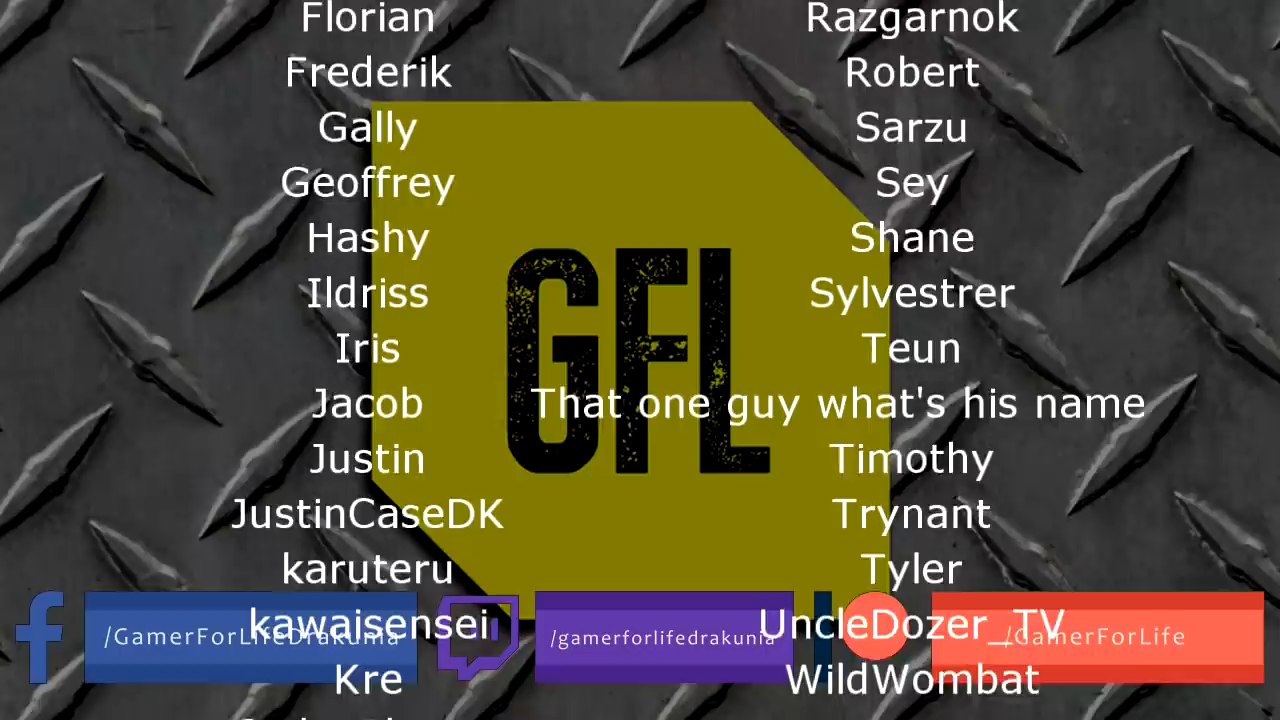 Florian
Frederik
Gally
Geoffrey
Hashy
Ildriss
Iris
Jacob
Justin
JustinCaseDK
karuteru
kawaisensei
Kre
Razgarnok
Robert
Sarzu
Sey
Shane
Sylvestrer
Teun
That one guy what's his name
Timothy
Trynant
Tyler
UncleDozer_TV
WildWombat
GFL
/GamerForLifeDrakunia
/gamerforlifedrakunia
/GamerForLife